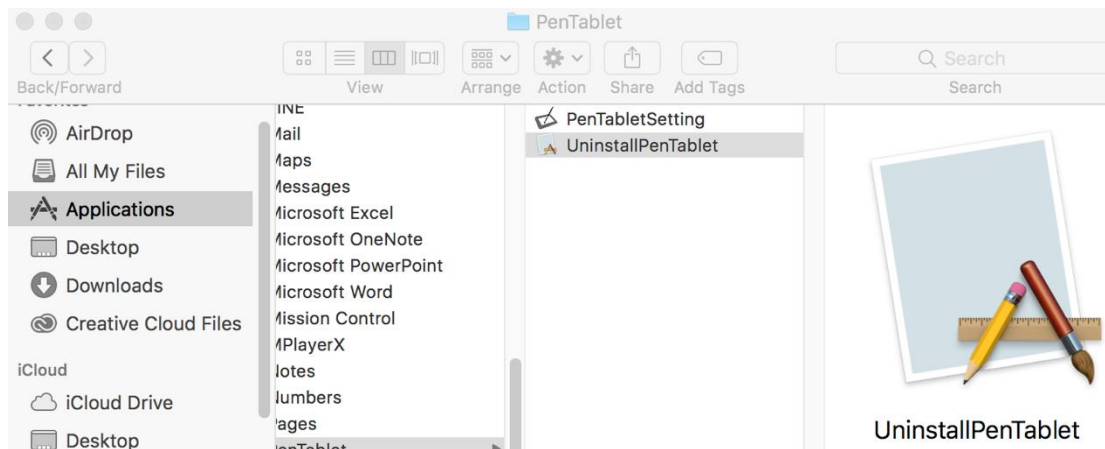 PenTablet
Back/Forward
View
Arrange
Action
Share
Add Tags
Search
Search
AirDrop
All My Files
Applications
Desktop
Downloads
Creative Cloud Files
iCloud
iCloud Drive
Desktop
INE
Mail
Maps
Messages
Microsoft Excel
Microsoft OneNote
Microsoft PowerPoint
Microsoft Word
Mission Control
MPlayerX
Notes
Numbers
Pages
PenTablet
PenTabletSetting
UninstallPenTablet
UninstallPenTablet